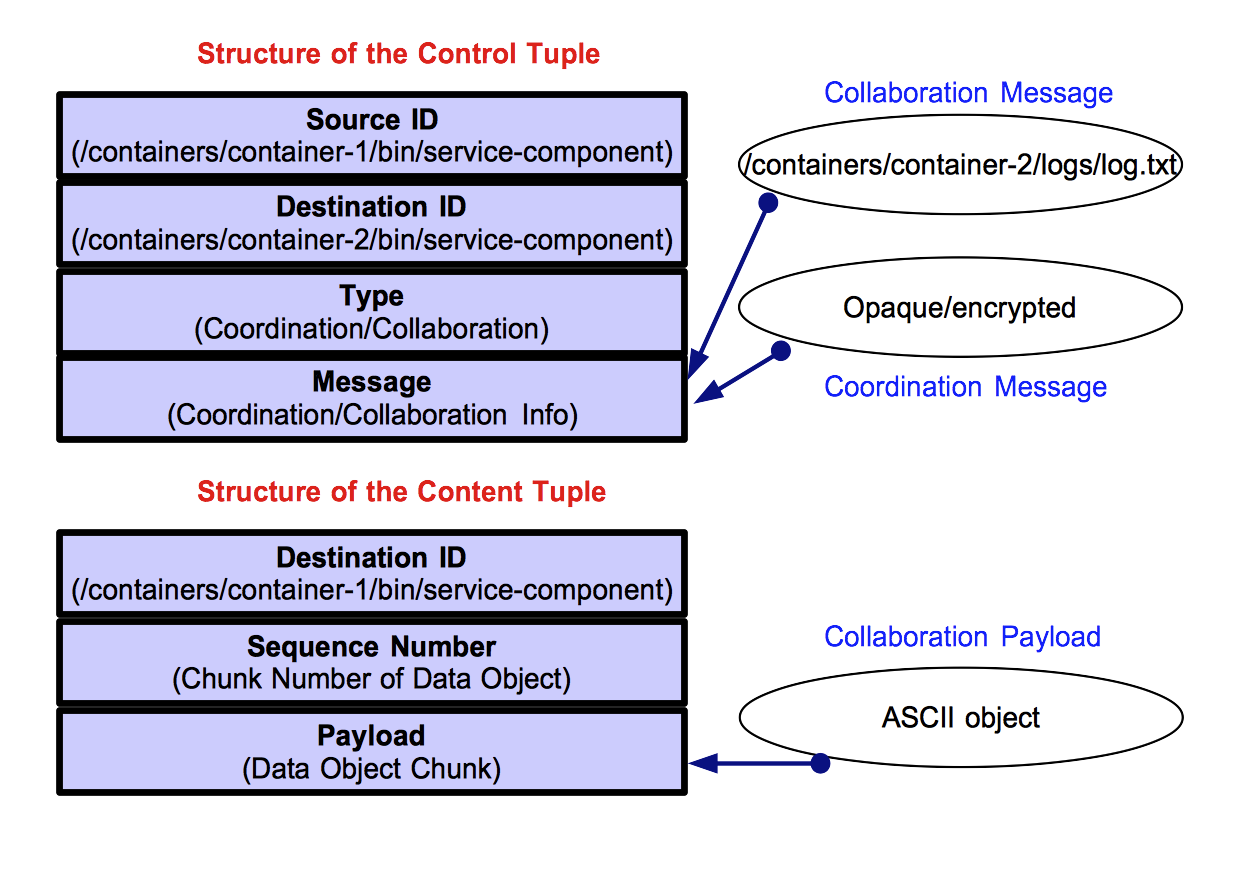 Structure of the Control Tuple
Source ID
(/containers/container-1/bin/service-component)
Destination ID
(/containers/container-2/bin/service-component)
Type
(Coordination/Collaboration)
Message
(Coordination/Collaboration Info)
Collaboration Message
/containers/container-2/logs/log.txt
Opaque/encrypted
Coordination Message
Structure of the Content Tuple
Destination ID
(/containers/container-1/bin/service-component)
Sequence Number
(Chunk Number of Data Object)
Payload
(Data Object Chunk)
Collaboration Payload
ASCII object